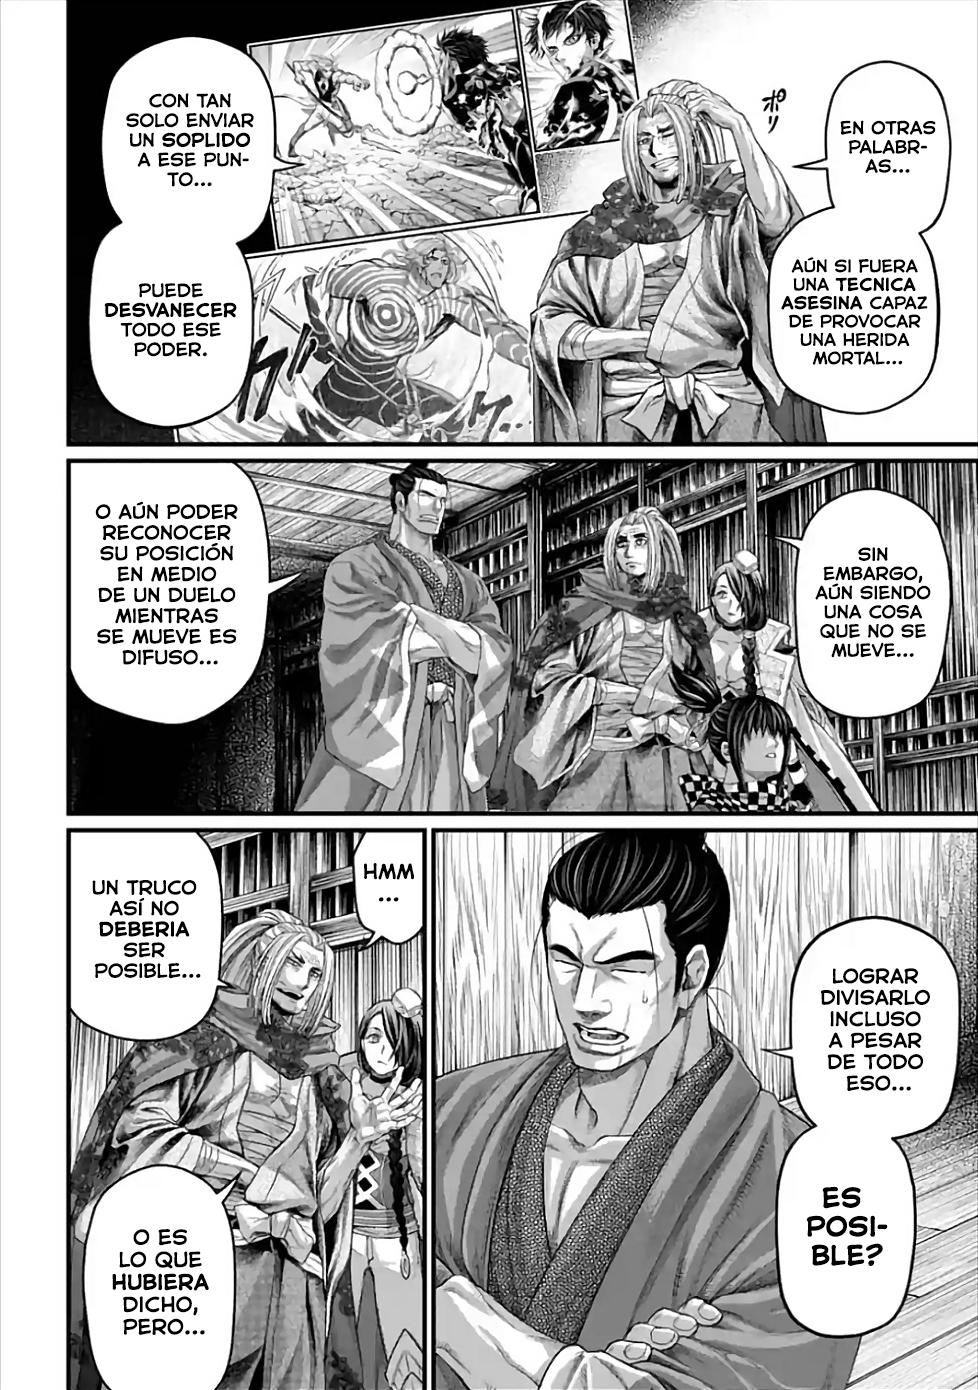 EN OTRAS
PALABR-
AS...
AÚN SI FUERA
UNA TECNICA
ASESINA CAPAZ
DE PROVOCAR
UNA HERIDA
MORTAL...
ポリ
CON TAN
SOLO ENVIAR
UN SOPLIDO
A ESE PUN-
TO...
PUEDE
DESVANECER
TODO ESE
PODER.
SIN
EMBARGO,
AÚN SIENDO
UNA COSA
QUE NO SE
MUEVE...
O AÚN PODER
RECONOCER
SU POSICIÓN
EN MEDIO
DE UN DUELO
MIENTRAS
SE MUEVE ES
DIFUSO...
LOGRAR
DIVISARLO
INCLUSO
A PESAR
DE TODO
ESO...
ES
POSI-
BLE?
HMM
...
UN TRUCO
ASÍ NO
DEBERIA
SER
POSIBLE...
O ES
LO QUE
HUBIERA
DICHO,
PERO...